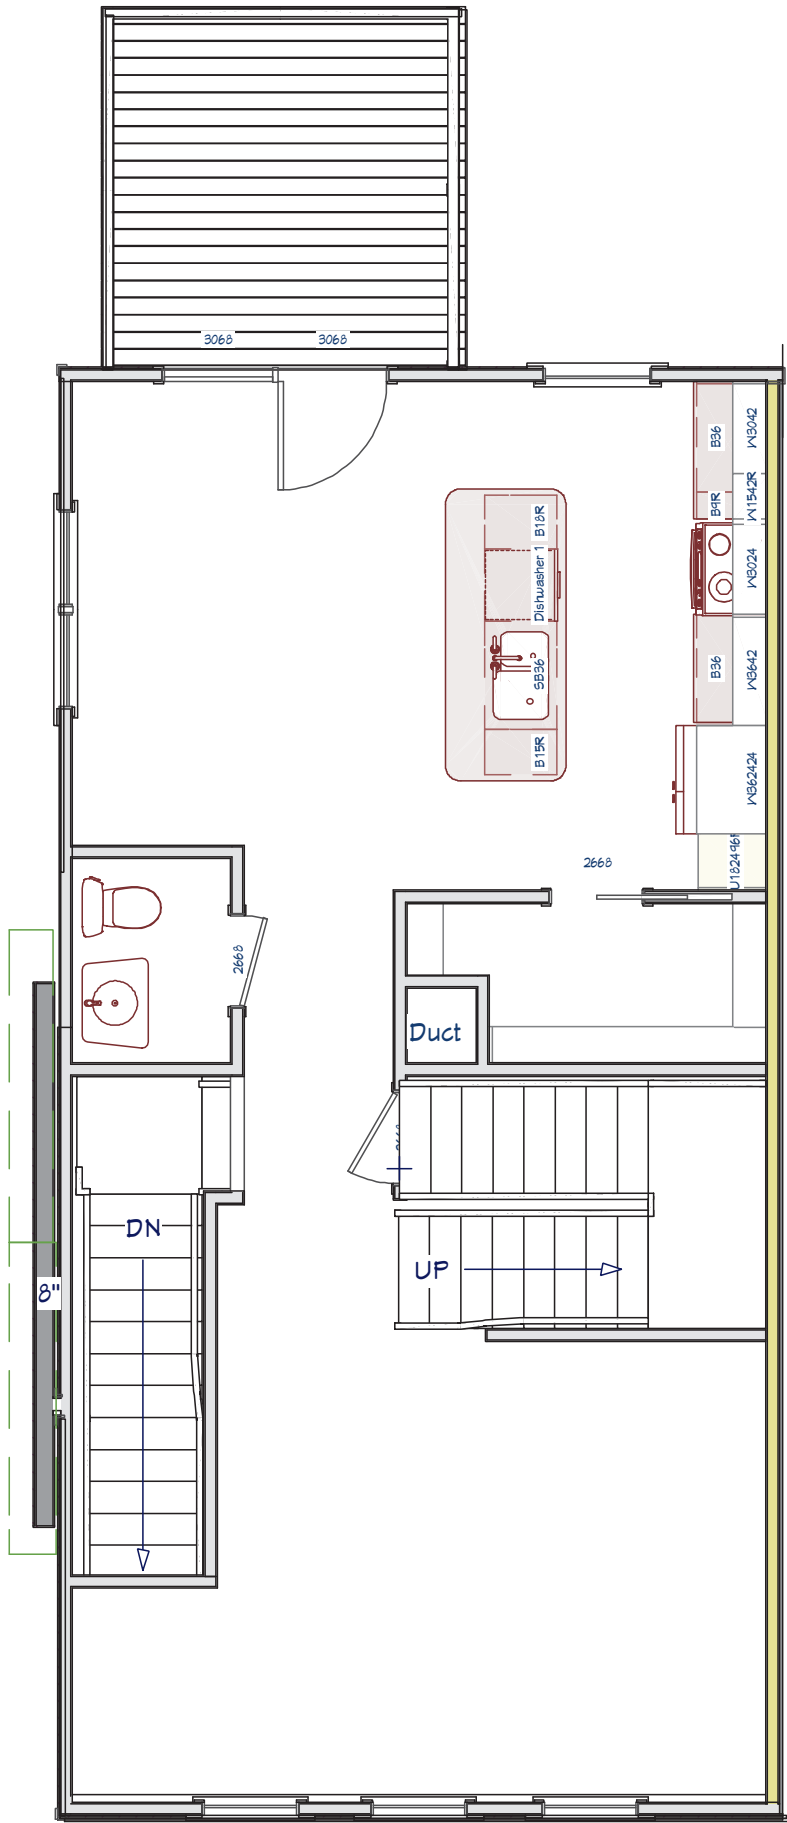 3068 3068
B36
W3042
W1542R
B9R
B18R
W3024
Dishwasher 1
B36
W3642
SB36
B15R
W362424
2668
2668
Duct
DN
UP
8"